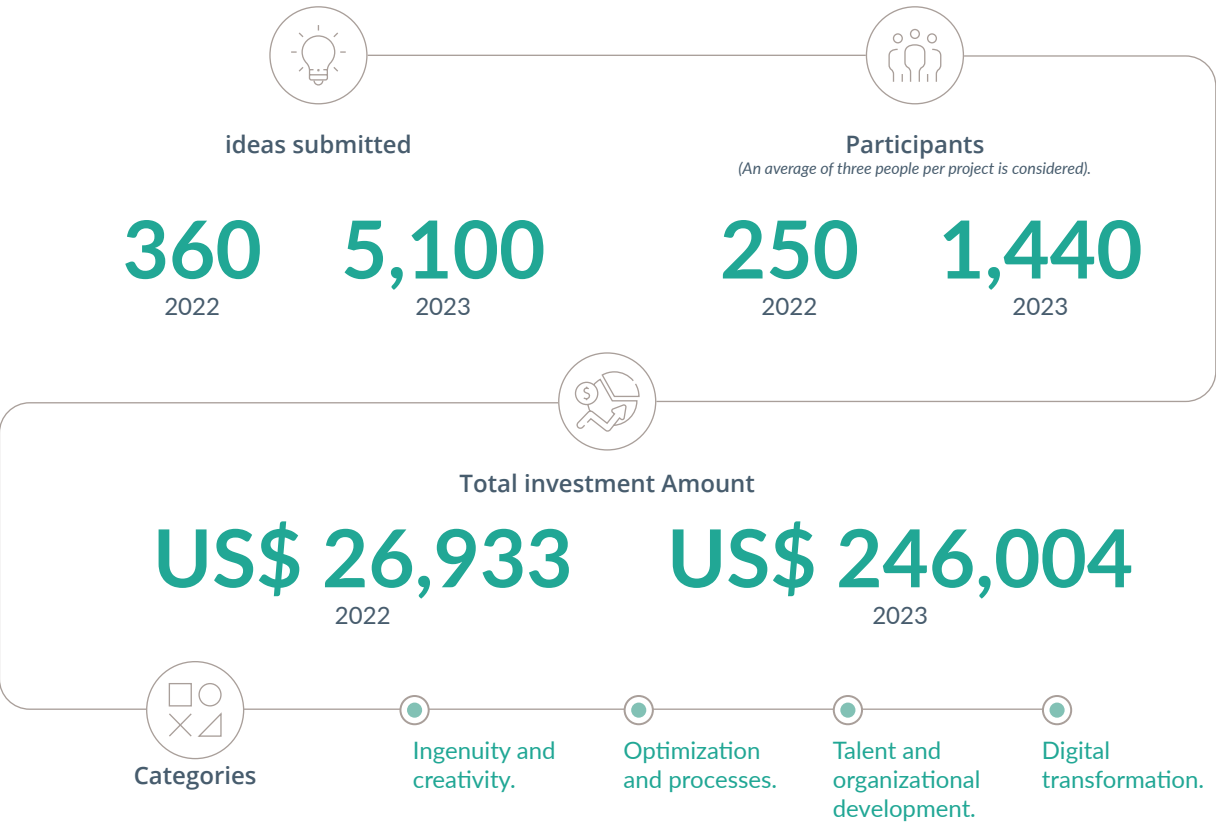 ideas submitted
Participants
(An average of three people per project is considered).
360
2022
5,100
2023
250
2022
1,440
2023
$
Total investment Amount
US$ 26,933
2022
US$ 246,004
2023
Categories
Ingenuity and
creativity.
Optimization
and processes.
Talent and
organizational
development.
Digital
transformation.